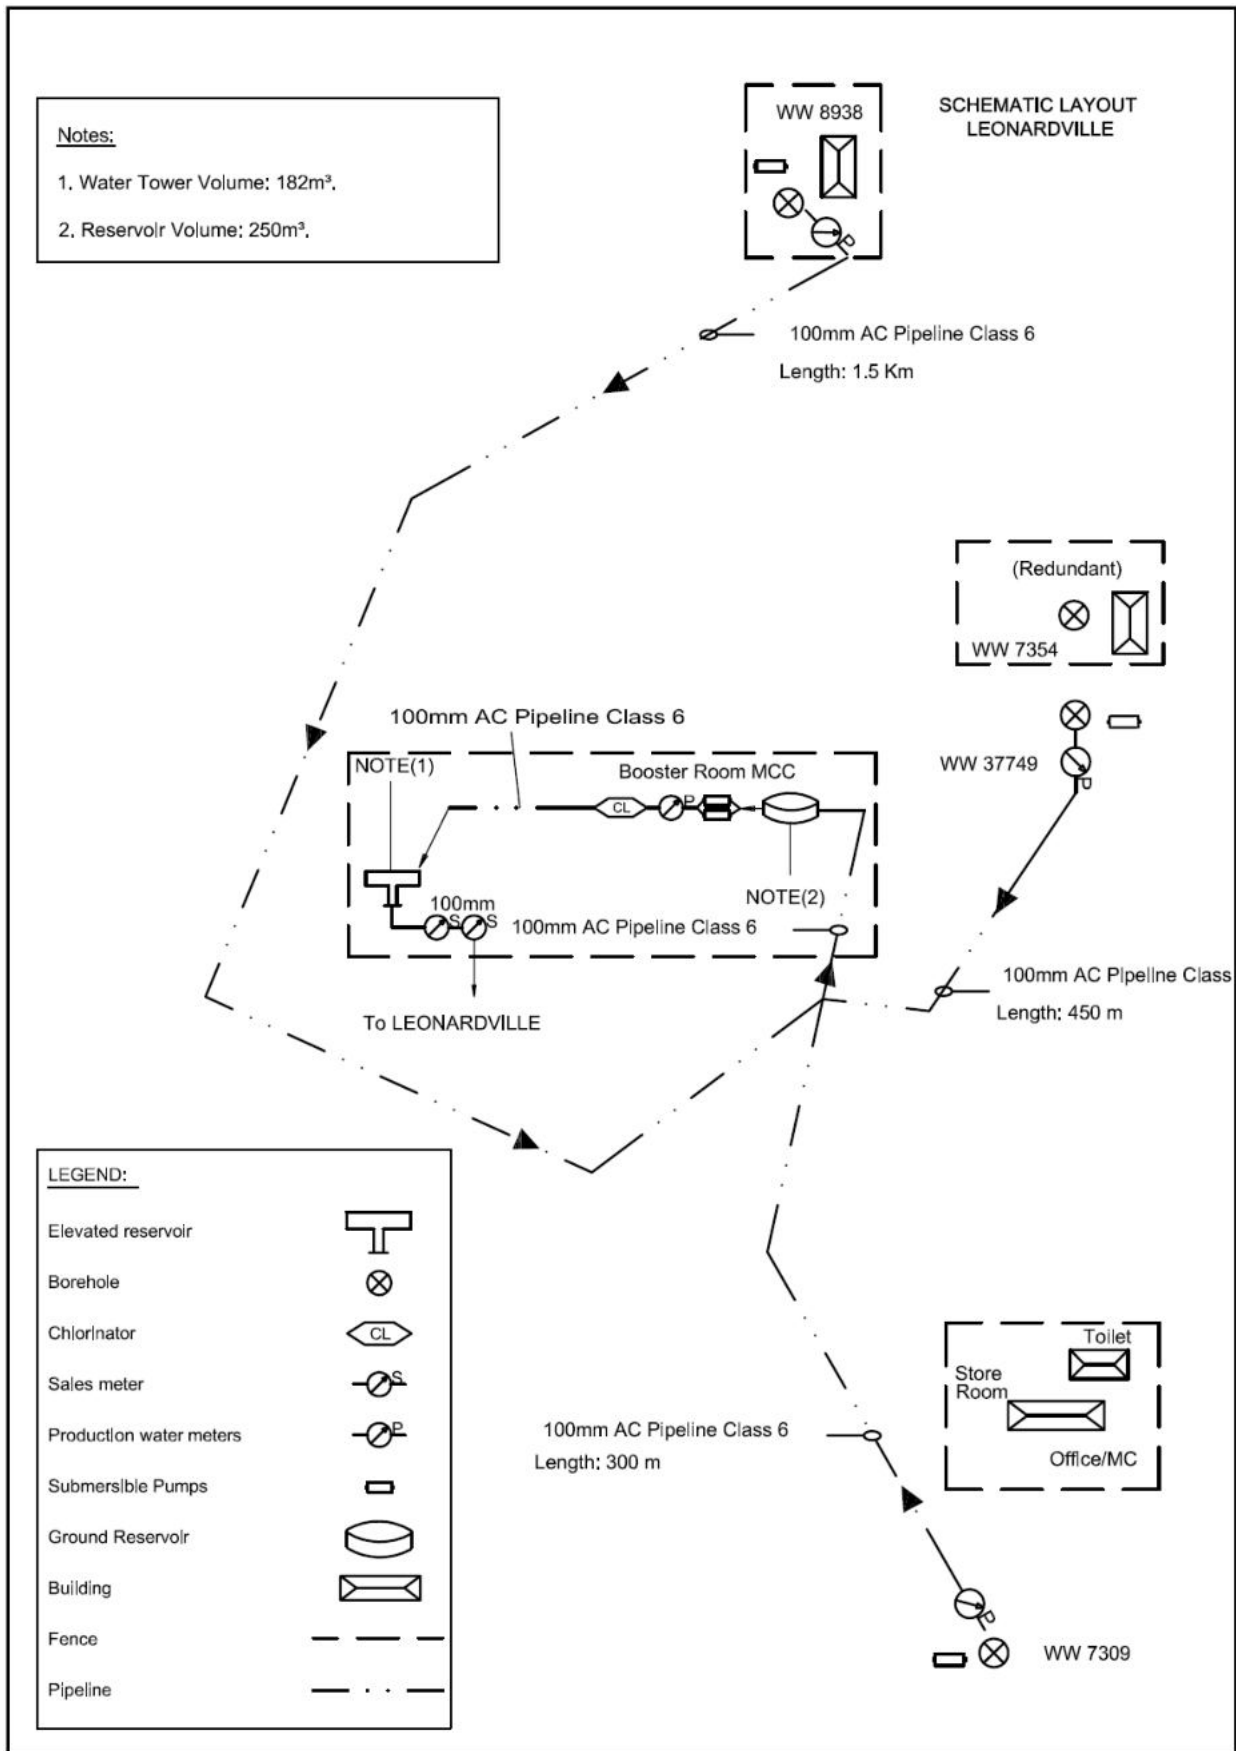 SCHEMATIC LAYOUT
LEONARDVILLE
Notes:
1. Water Tower Volume: 182m³.
2. Reservoir Volume: 250m³.
WW 8938
P
100mm AC Pipeline Class 6
Length: 1.5 Km
(Redundant)
WW 7354
WW 37749
P
100mm AC Pipeline Class 6
NOTE(1)
Booster Room MCC
CL
P
NOTE(2)
100mm
S
S
100mm AC Pipeline Class 6
To LEONARDVILLE
100mm AC Pipeline Class
Length: 450 m
LEGEND:
Elevated reservoir
Borehole
Chlorinator
CL
Sales meter
S
Production water meters
P
Submersible Pumps
Ground Reservoir
Building
Fence
Pipeline
Toilet
Store
Room
Office/MC
100mm AC Pipeline Class 6
Length: 300 m
P
WW 7309